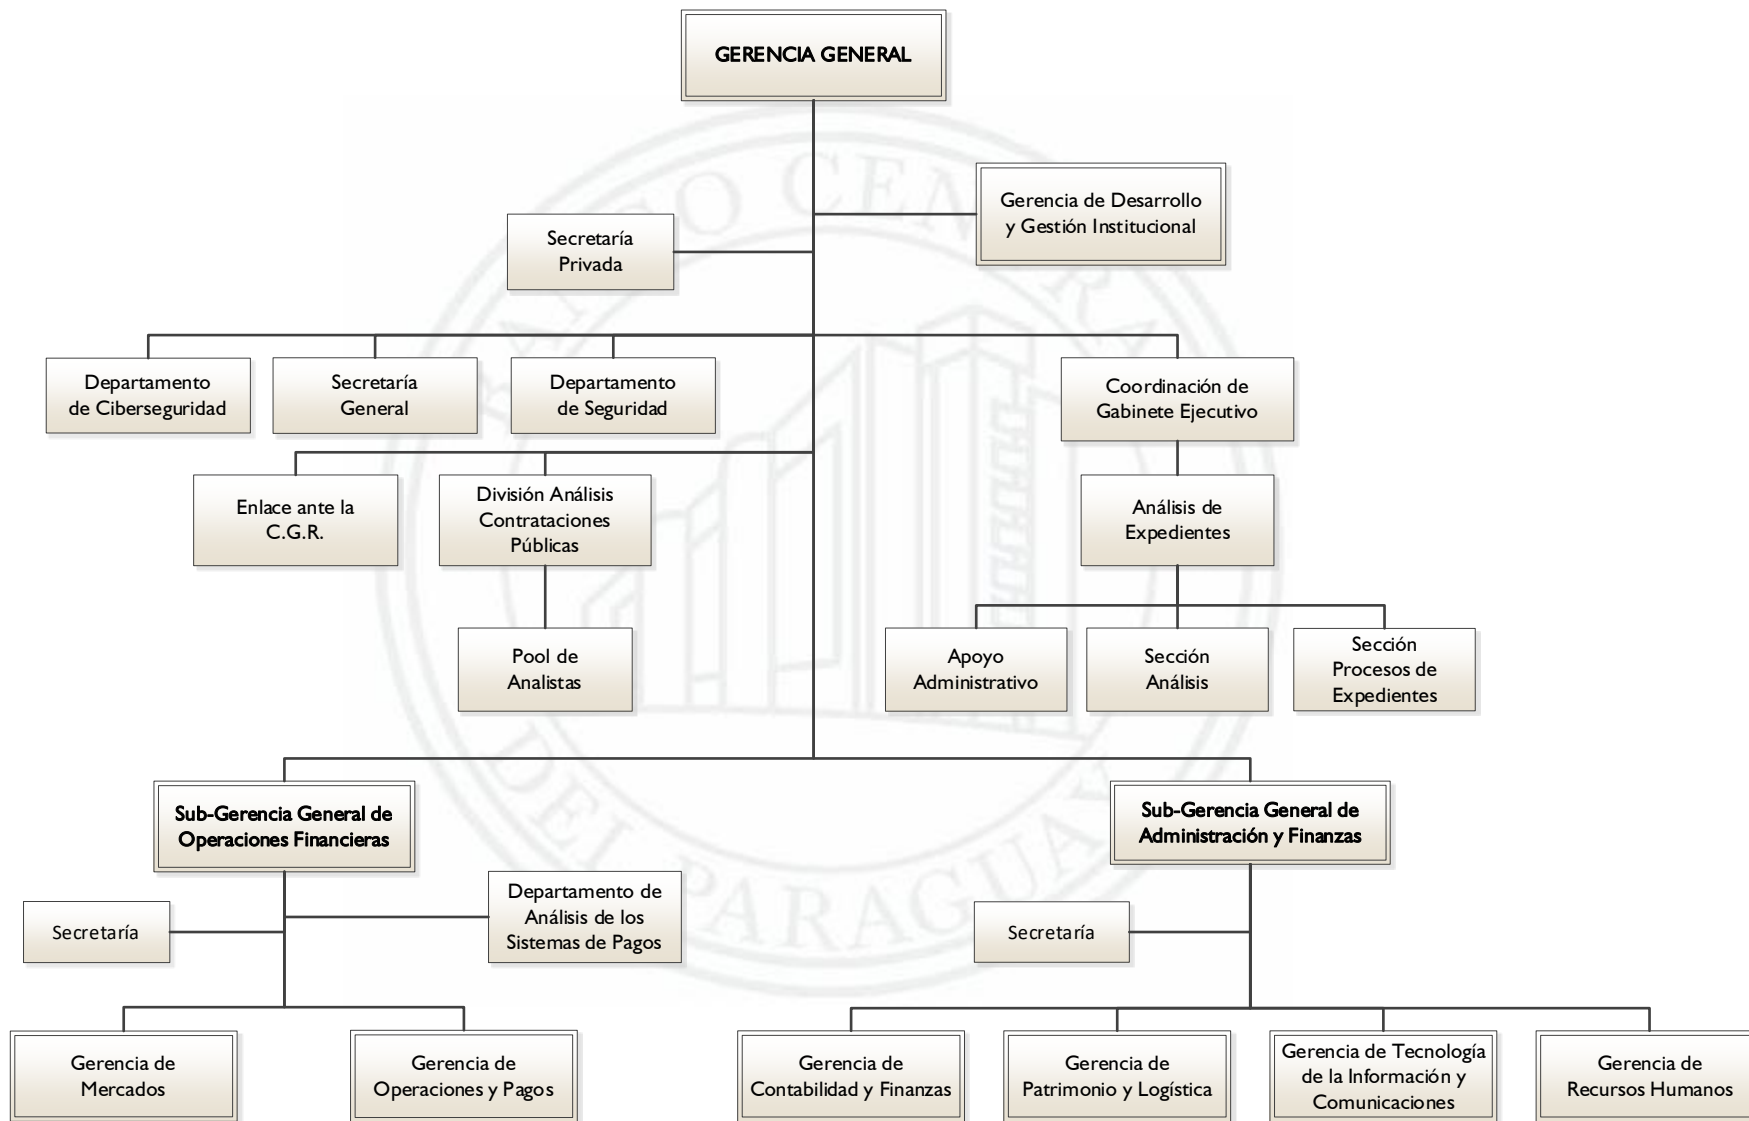 GERENCIA GENERAL
Gerencia de Desarrollo
y Gestión Institucional
Secretaría
Privada
Departamento
de Ciberseguridad
Secretaría
General
Departamento
de Seguridad
Coordinación de
Gabinete Ejecutivo
Enlace ante la
C.G.R.
División Análisis
Contrataciones
Públicas
Análisis de
Expedientes
Pool de
Analistas
Apoyo
Administrativo
Sección
Análisis
Sección
Procesos de
Expedientes
Sub-Gerencia General de
Operaciones Financieras
Sub-Gerencia General de
Administración y Finanzas
Secretaría
Departamento de
Análisis de los
Sistemas de Pagos
Secretaría
Gerencia de
Mercados
Gerencia de
Operaciones y Pagos
Gerencia de
Contabilidad y Finanzas
Gerencia de
Patrimonio y Logística
Gerencia de Tecnología
de la Información y
Comunicaciones
Gerencia de
Recursos Humanos
BANCO CENTRAL
DEL PARAGUAY